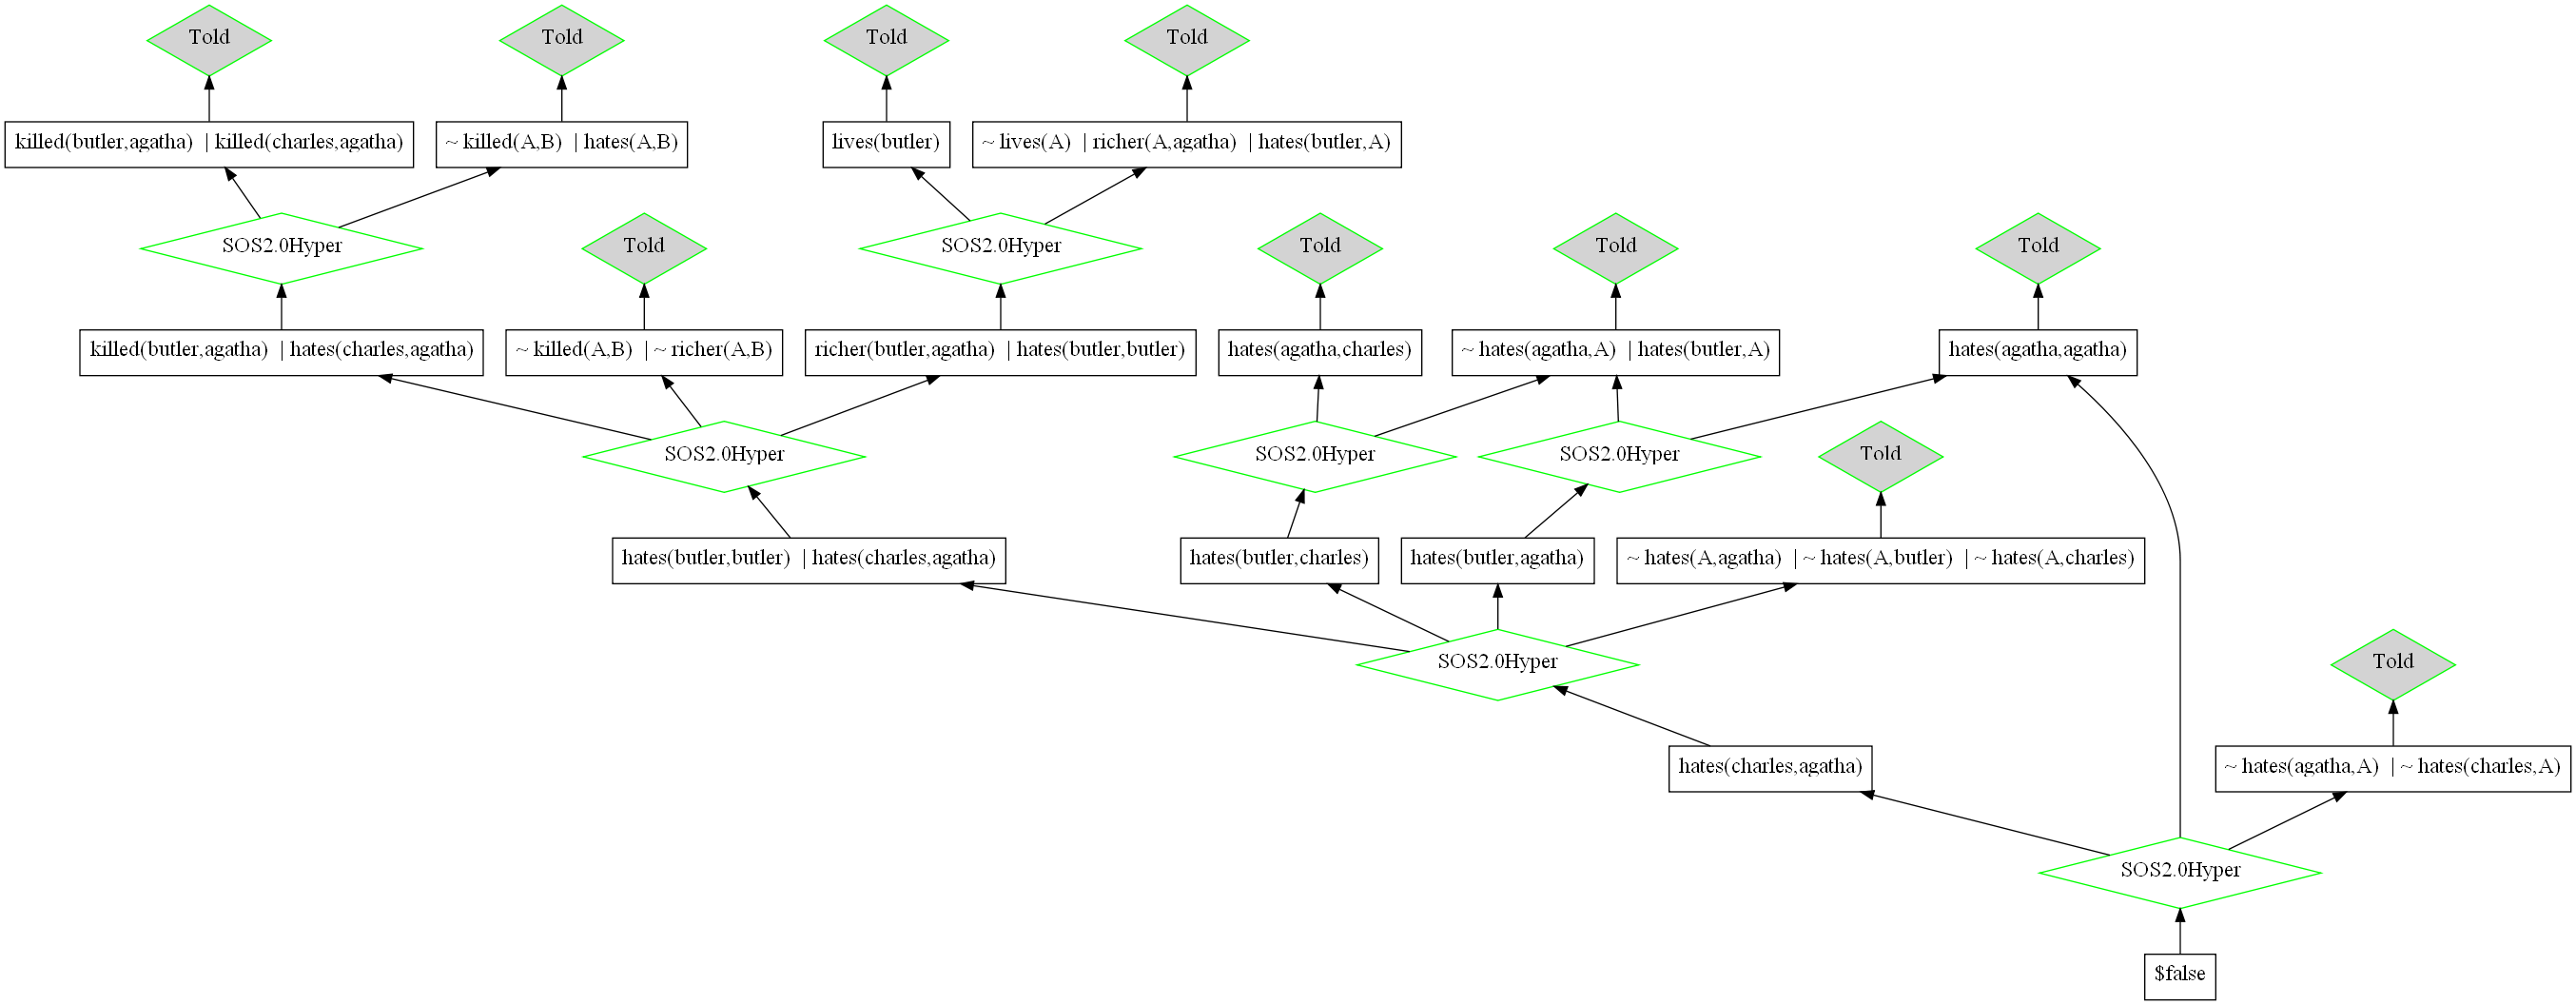 Told
Told
Told
Told
killed(butler,agatha) | killed(charles,agatha)
~ killed(A,B) | hates(A,B)
lives(butler)
~ lives(A) | richer(A,agatha) | hates(butler,A)
SOS2.0Hyper
Told
SOS2.0Hyper
Told
Told
Told
killed(butler,agatha) | hates(charles,agatha)
~ killed(A,B) | ~ richer(A,B)
richer(butler,agatha) | hates(butler,butler)
hates(agatha,charles)
~ hates(agatha,A) | hates(butler,A)
hates(agatha,agatha)
SOS2.0Hyper
SOS2.0Hyper
SOS2.0Hyper
Told
hates(butler,butler) | hates(charles,agatha)
hates(butler,charles)
hates(butler,agatha)
~ hates(A,agatha) | ~ hates(A,butler) | ~ hates(A,charles)
SOS2.0Hyper
Told
hates(charles,agatha)
~ hates(agatha,A) | ~ hates(charles,A)
SOS2.0Hyper
$false